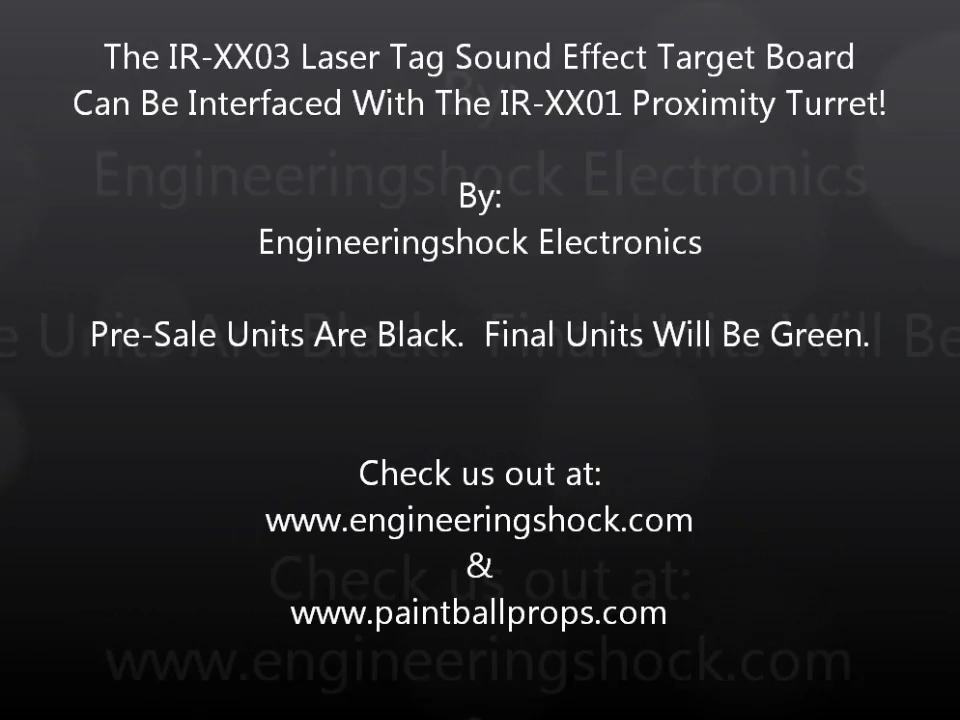 The IR-XX03 Laser Tag Sound Effect Target Board
Can Be Interfaced With The IR-XX01 Proximity Turret!
By:
Engineeringshock Electronics
Pre-Sale Units Are Black.  Final Units Will Be Green.
Check us out at:
www.engineeringshock.com
&
www.paintballprops.com